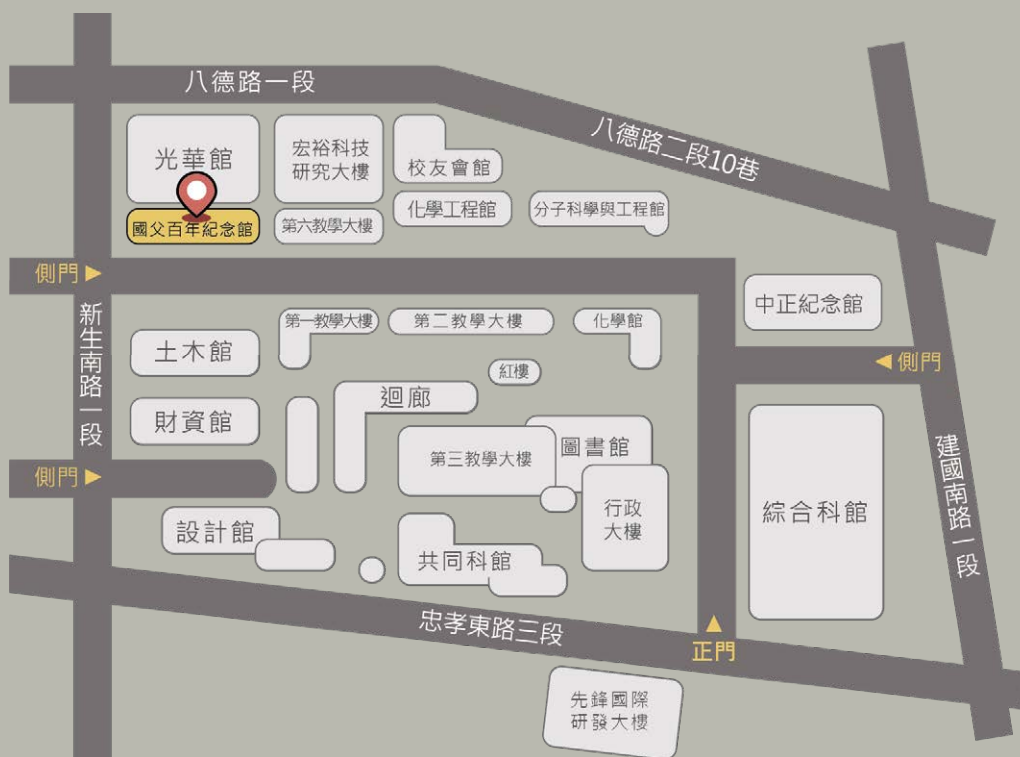 八德路一段
八德路二段10巷
光華館
宏裕科技
研究大樓
校友會館
國父百年紀念館
第六教學大樓
化學工程館
分子科學與工程館
側門
中正紀念館
新生南路一段
第一教學大樓
第二教學大樓
化學館
土木館
紅樓
側門
迴廊
財資館
第三教學大樓
圖書館
側門
建國南路一段
行政
大樓
綜合科館
設計館
共同科館
忠孝東路三段
正門
先鋒國際
研發大樓